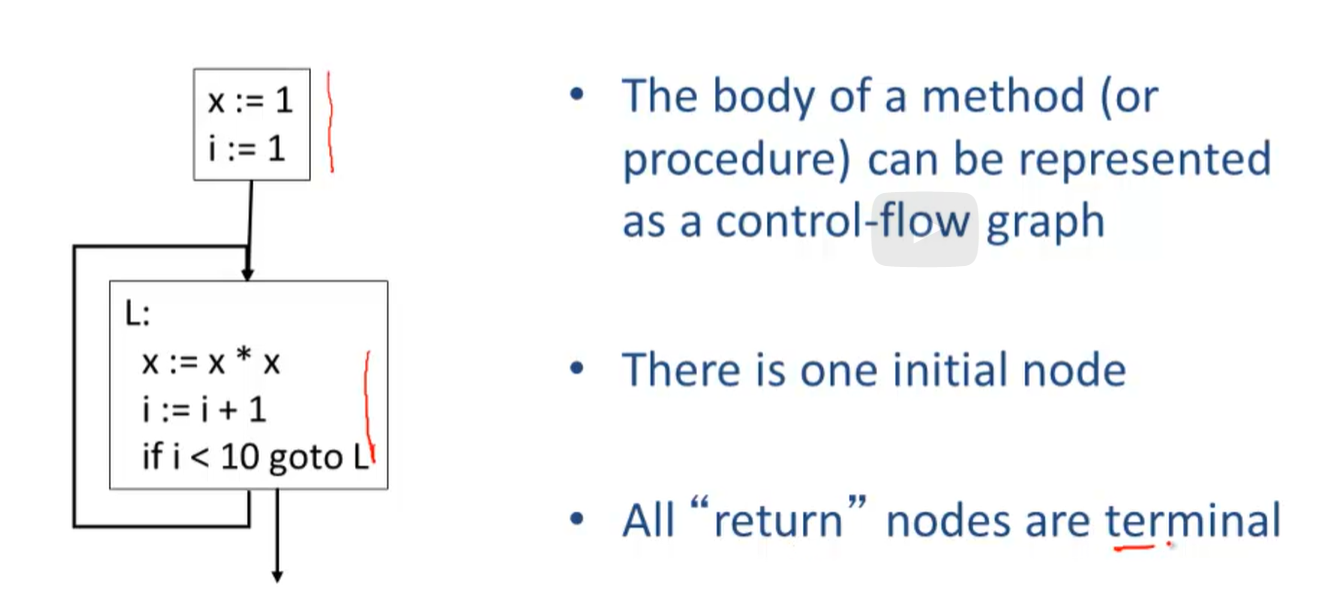 x := 1
i := 1
L:
x := x * x
i := i + 1
if i < 10 goto L
• The body of a method (or
procedure) can be represented
as a control-flow graph
• There is one initial node
• All “return” nodes are terminal